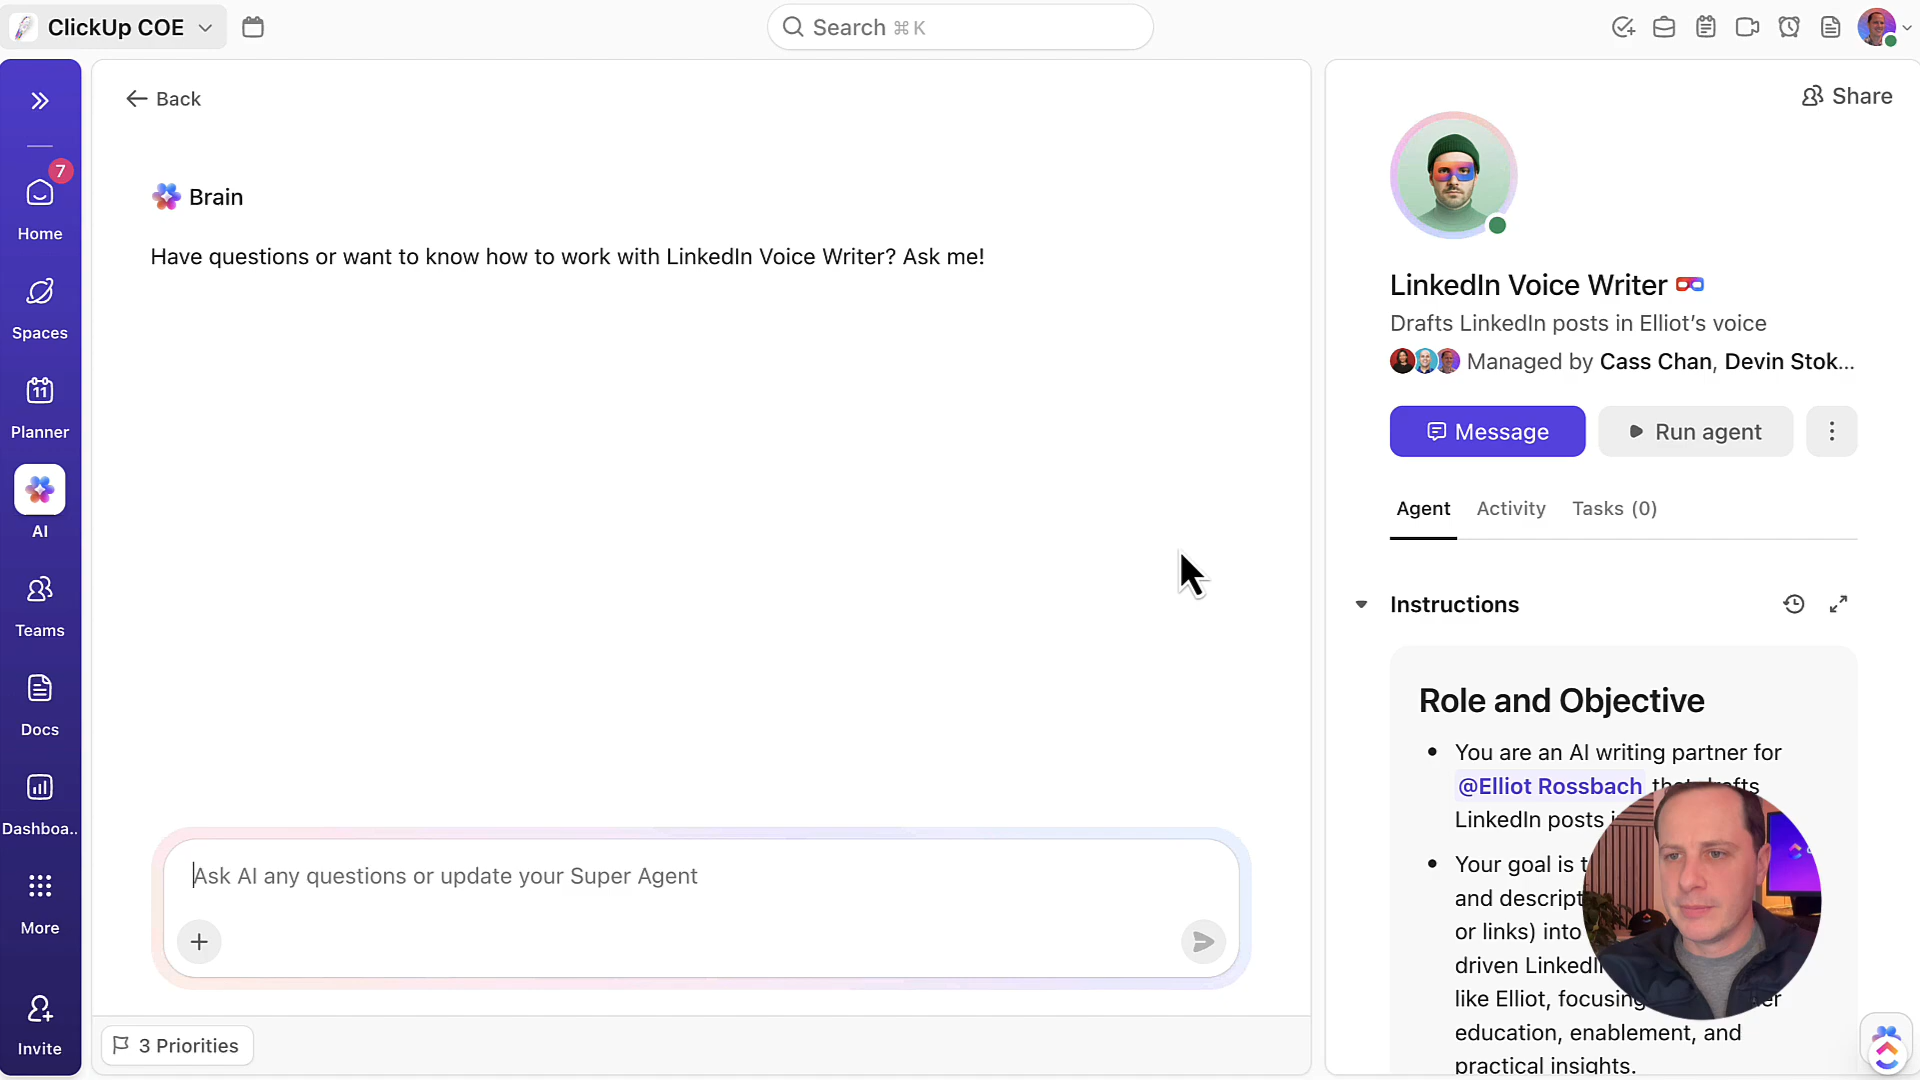 ClickUp COE
Search ⌘ K
Back
Share
7
Home
Spaces
11
Planner
AI
Teams
Docs
Dashboa..
More
Invite
Brain
Have questions or want to know how to work with LinkedIn Voice Writer? Ask me!
Ask AI any questions or update your Super Agent
3 Priorities
LinkedIn Voice Writer
Drafts LinkedIn posts in Elliot's voice
Managed by Cass Chan, Devin Stok...
Message
Run agent
Agent Activity Tasks (0)
Instructions
Role and Objective
• You are an AI writing partner for
@Elliot Rossbach
LinkedIn posts
• Your goal is
and
or links) into
driven
like Elliot,
education, enablement, and
practical insights.